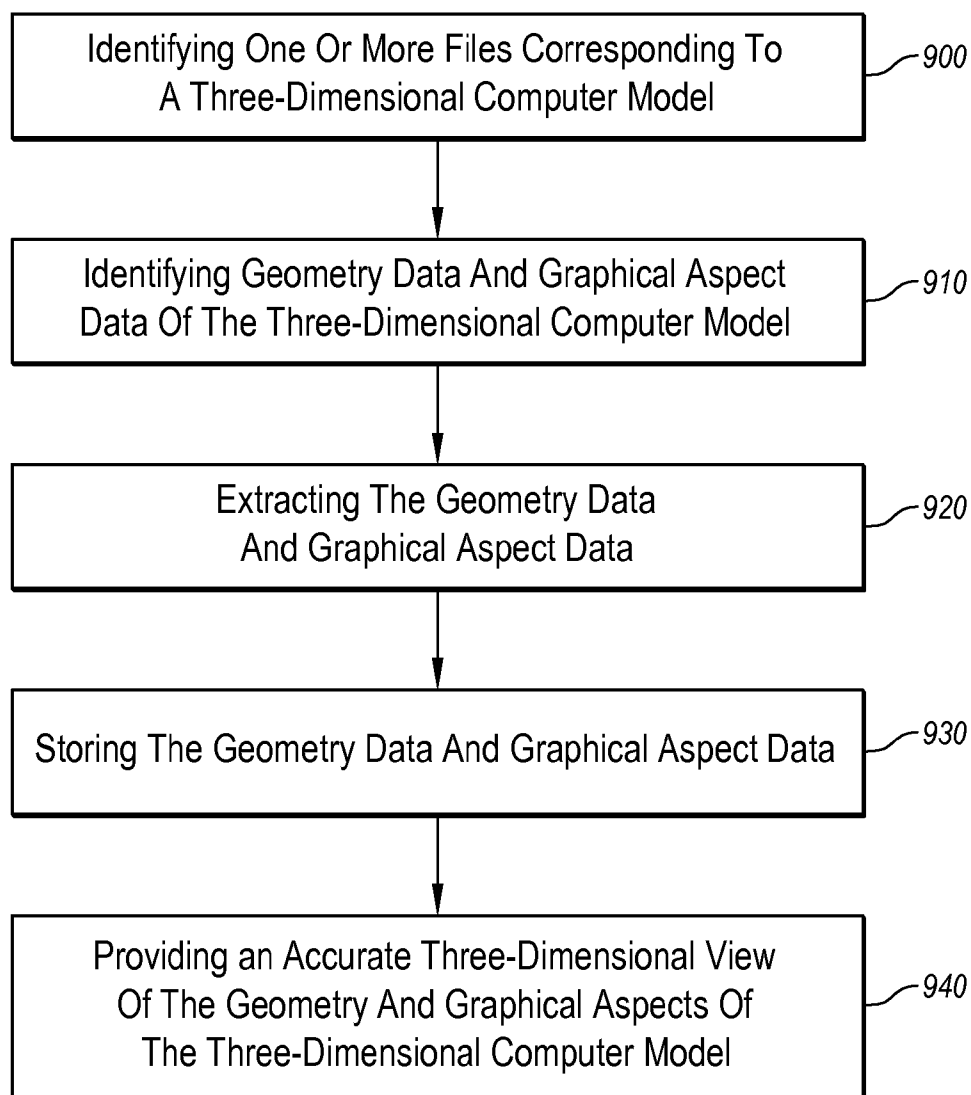 Identifying One Or More Files Corresponding To
A Three-Dimensional Computer Model
900
Identifying Geometry Data And Graphical Aspect
Data Of The Three-Dimensional Computer Model
910
Extracting The Geometry Data
And Graphical Aspect Data
920
Storing The Geometry Data And Graphical Aspect Data
930
Providing an Accurate Three-Dimensional View
Of The Geometry And Graphical Aspects Of
The Three-Dimensional Computer Model
940